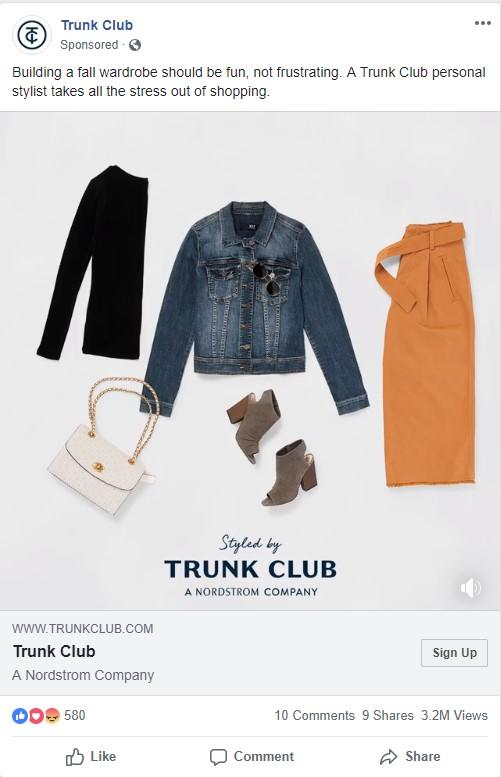 Trunk Club
Sponsored ·
Building a fall wardrobe should be fun, not frustrating. A Trunk Club personal
stylist takes all the stress out of shopping.
Styled by
TRUNK CLUB
A NORDSTROM COMPANY
WWW.TRUNKCLUB.COM
Trunk Club
A Nordstrom Company
Sign Up
580
10 Comments 9 Shares 3.2M Views
Like Comment Share